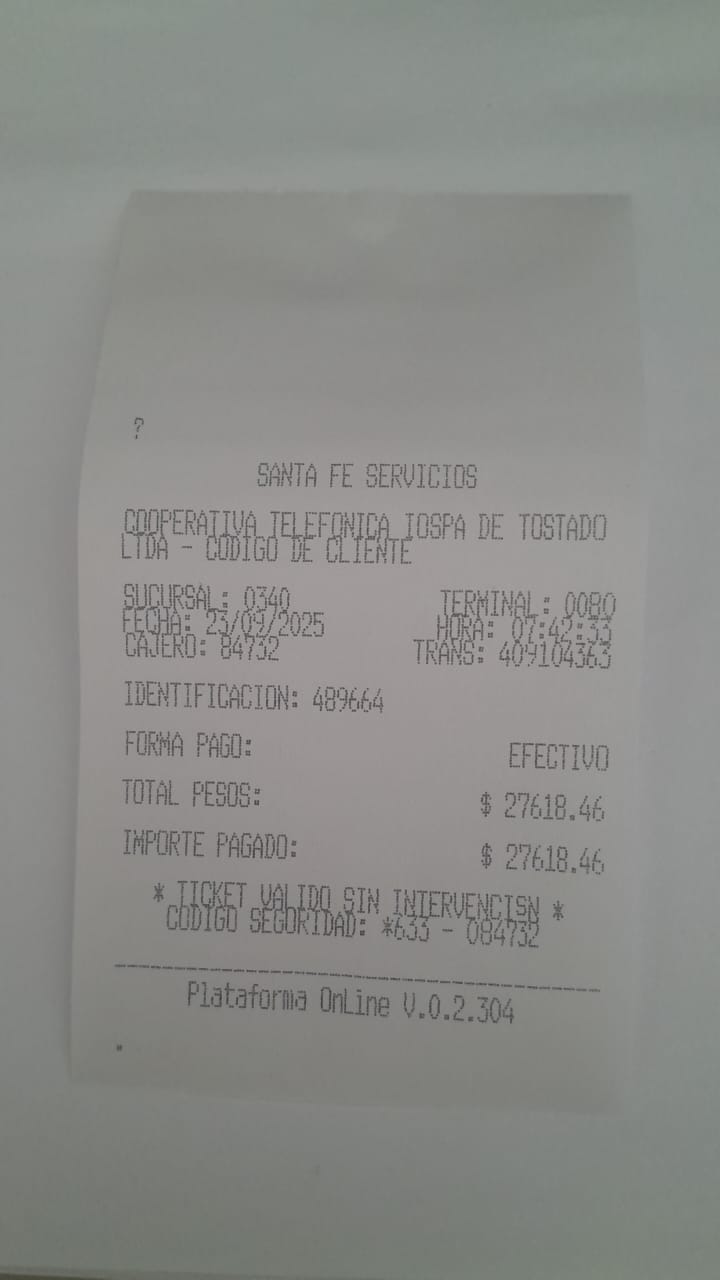 ?
SANTA FE SERVICIOS
COOPERATIVA TELEFONICA IOSPA DE TOSTADO
LTDA - CODIGO DE CLIENTE
SUCURSAL: 0340 TERMINAL: 0080
FECHA: 23/09/2025 HORA: 07:42:33
CAJERO: 84732 TRANS: 409104363
IDENTIFICACION: 489664
FORMA PAGO: EFECTIVO
TOTAL PESOS: $ 27618.46
IMPORTE PAGADO: $ 27618.46
* TICKET VALIDO SIN INTERVENCISN *
CODIGO SEGURIDAD: *633 - 084732
Plataforma OnLine V.0.2.304